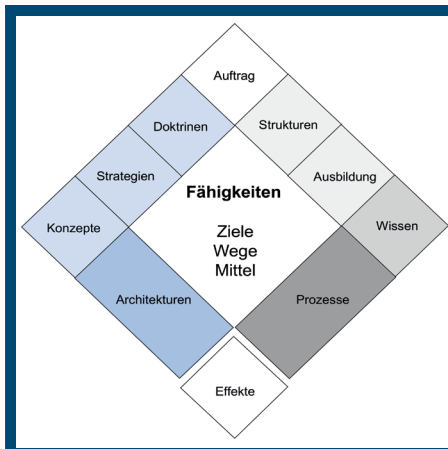 Auftrag
Doktrinen
Strukturen
Strategien
Ausbildung
Fähigkeiten
Konzepte
Wissen
Ziele
Wege
Mittel
Architekturen
Prozesse
Effekte